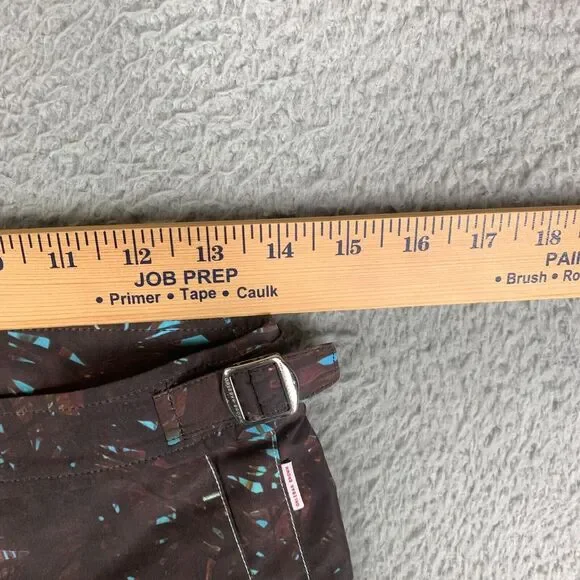 11 12 13 14 15 16 17 18
JOB PREP
• Primer • Tape • Caulk
PAI
• Brush • Ro